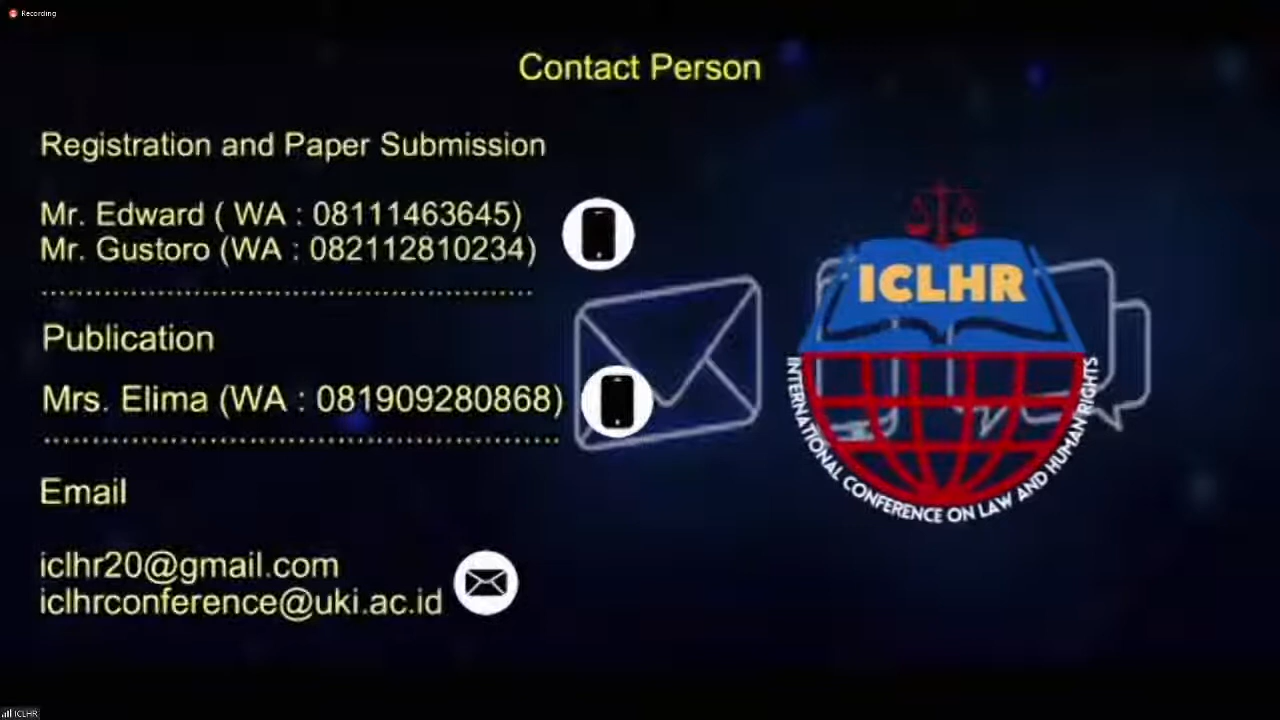 Recording
Contact Person
Registration and Paper Submission
Mr. Edward ( WA : 08111463645)
Mr. Gustoro (WA : 082112810234)
Publication
Mrs. Elima (WA : 081909280868)
Email
iclhr20@gmail.com
iclhrconference@uki.ac.id
ICLHR
INTERNATIONAL CONFERENCE ON LAW AND HUMAN RIGHTS
ICLHR